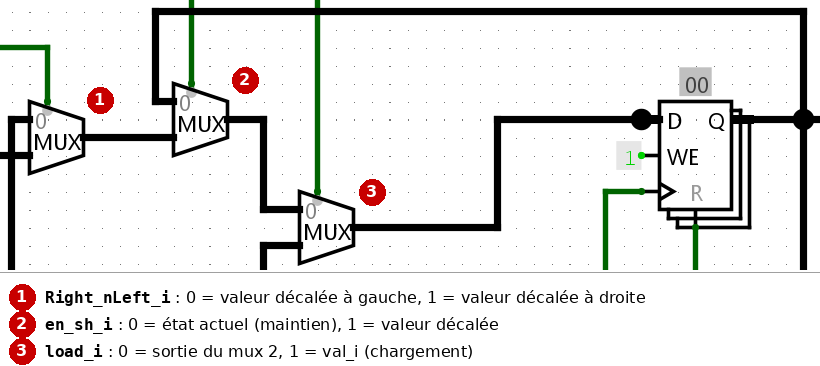 00
1
2
0
0
MUX
MUX
D Q
1 WE
3
R
0
MUX
1 Right_nLeft_i : 0 = valeur décalée à gauche, 1 = valeur décalée à droite
2 en_sh_i : 0 = état actuel (maintien), 1 = valeur décalée
3 load_i : 0 = sortie du mux 2, 1 = val_i (chargement)